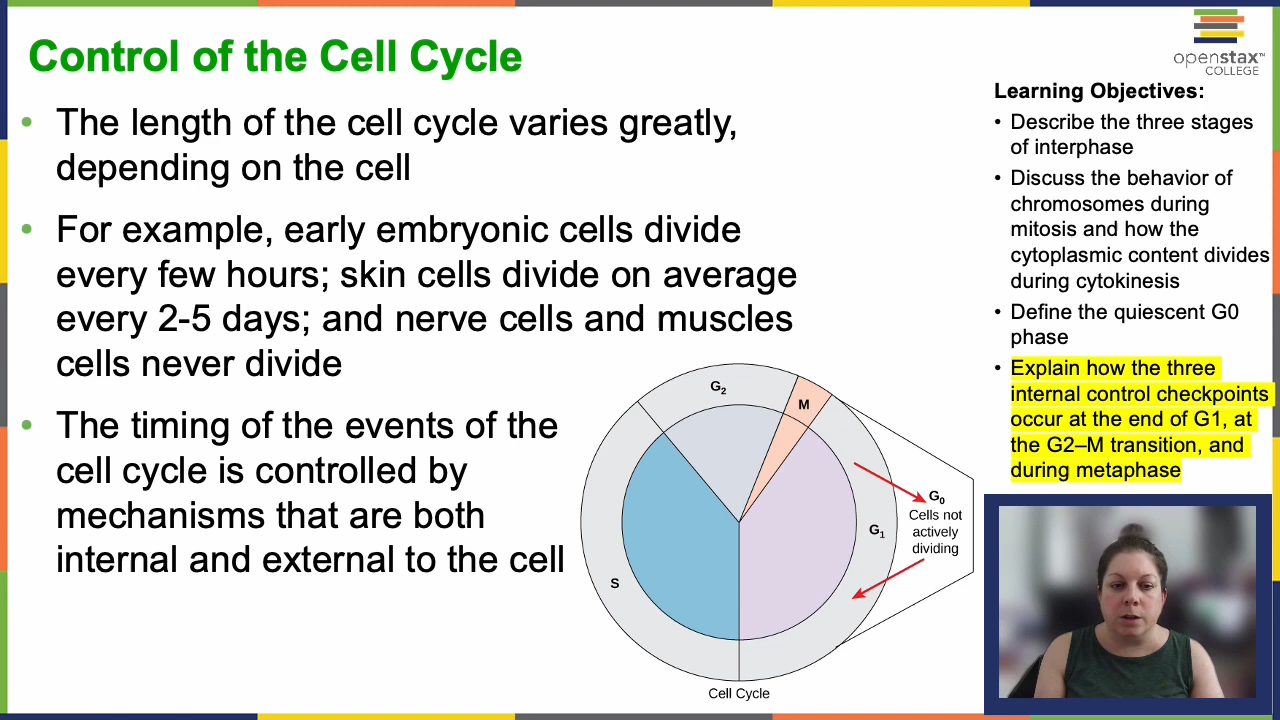 Control of the Cell Cycle
• The length of the cell cycle varies greatly,
depending on the cell
• For example, early embryonic cells divide
every few hours; skin cells divide on average
every 2-5 days; and nerve cells and muscles
cells never divide
• The timing of the events of the
cell cycle is controlled by
mechanisms that are both
internal and external to the cell
G2
M
G0
Cells not
actively
dividing
G1
S
Cell Cycle
openstax™
COLLEGE
Learning Objectives:
• Describe the three stages
of interphase
• Discuss the behavior of
chromosomes during
mitosis and how the
cytoplasmic content divides
during cytokinesis
• Define the quiescent G0
phase
• Explain how the three
internal control checkpoints
occur at the end of G1, at
the G2–M transition, and
during metaphase